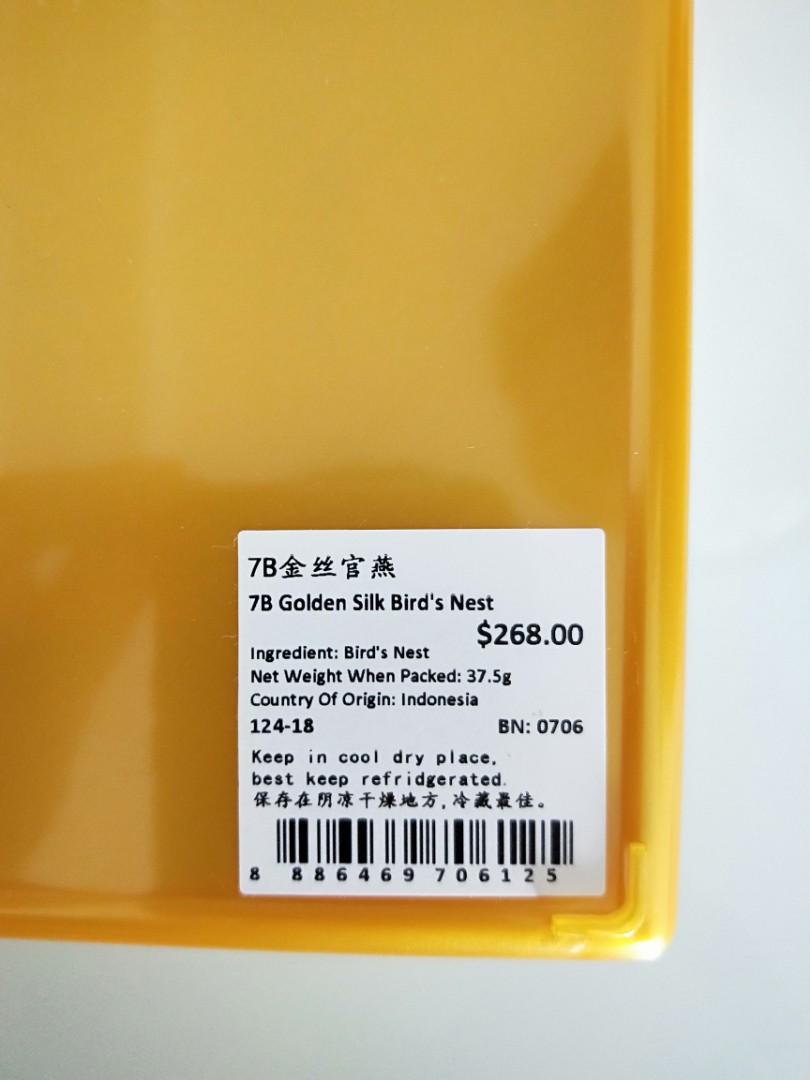 7B金丝官燕
7B Golden Silk Bird's Nest
$268.00
Ingredient: Bird's Nest
Net Weight When Packed: 37.5g
Country Of Origin: Indonesia
124-18 BN: 0706
Keep in cool dry place,
best keep refridgerated.
保存在阴凉干燥地方,冷藏最佳。
8 886469 706125